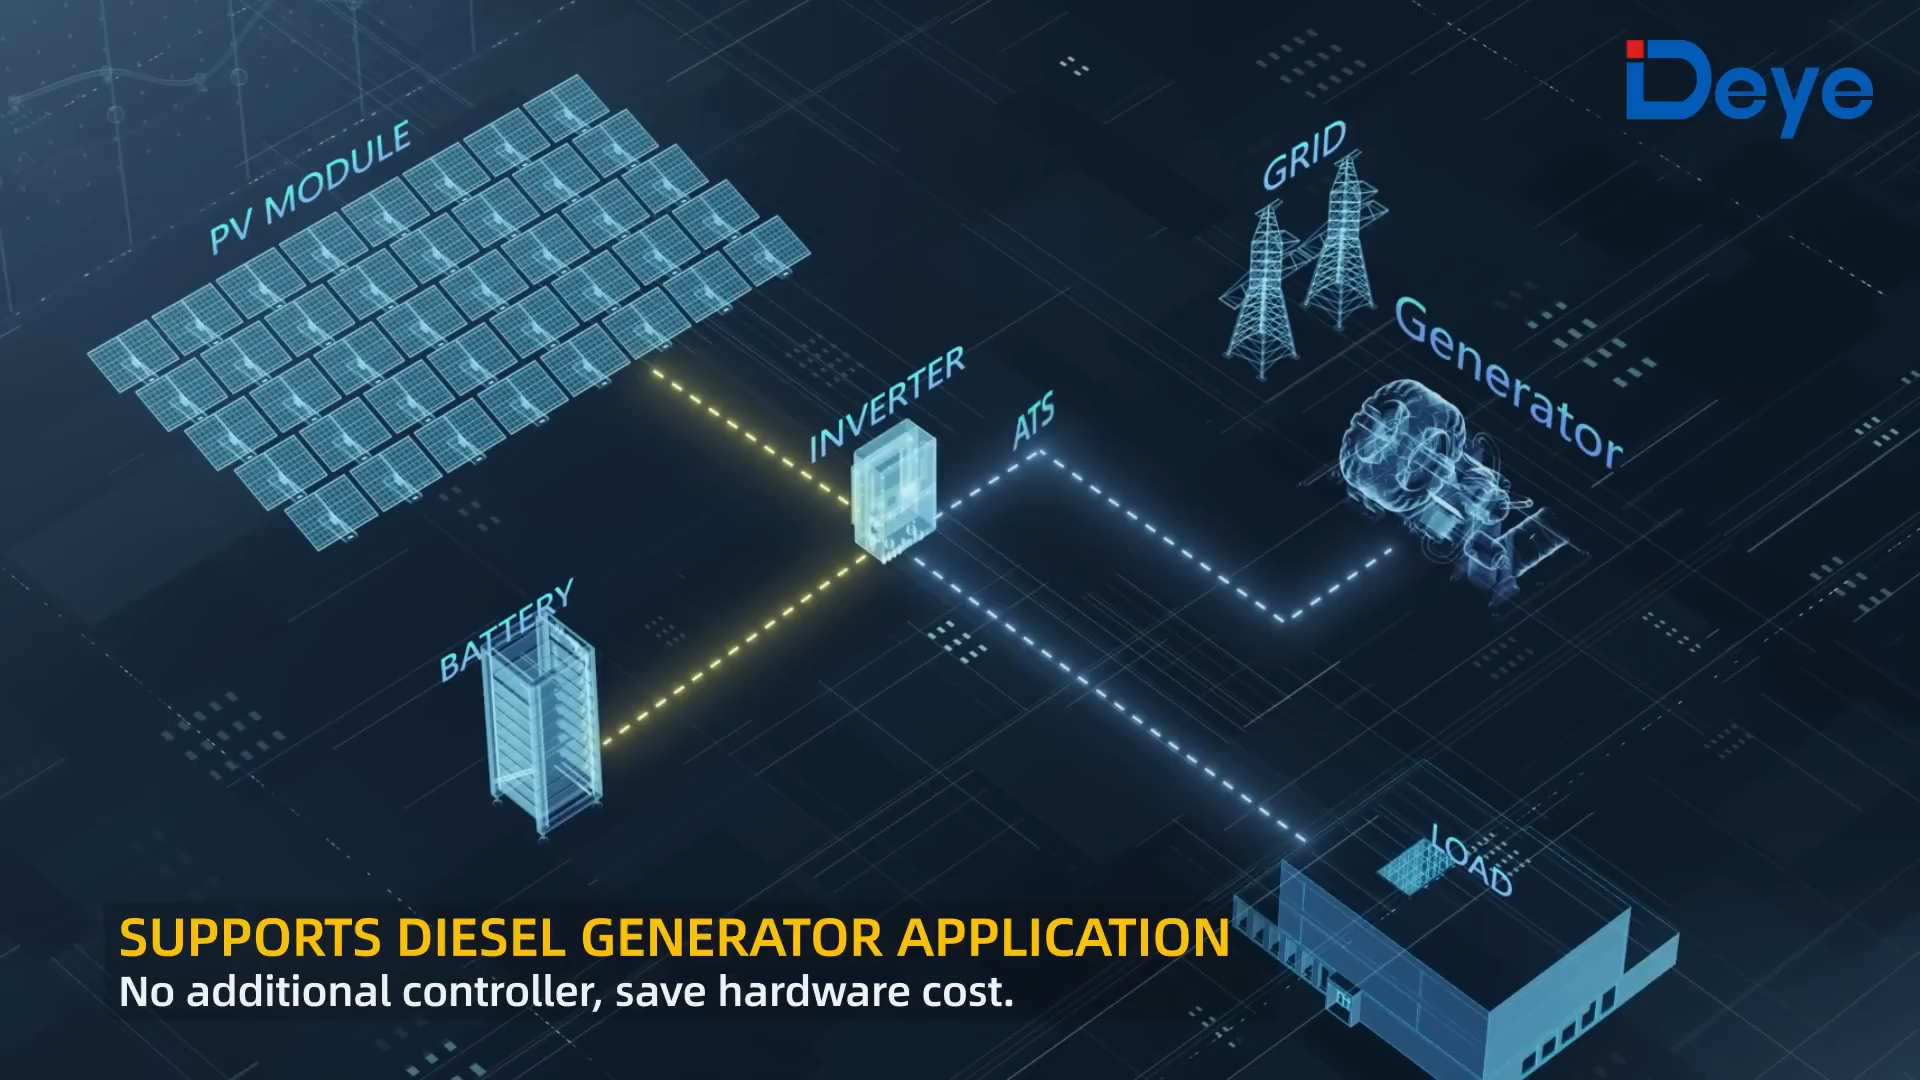 Deye
PV MODULE
GRID
Generator
INVERTER
ATS
BATTERY
LOAD
SUPPORTS DIESEL GENERATOR APPLICATION
No additional controller, save hardware cost.